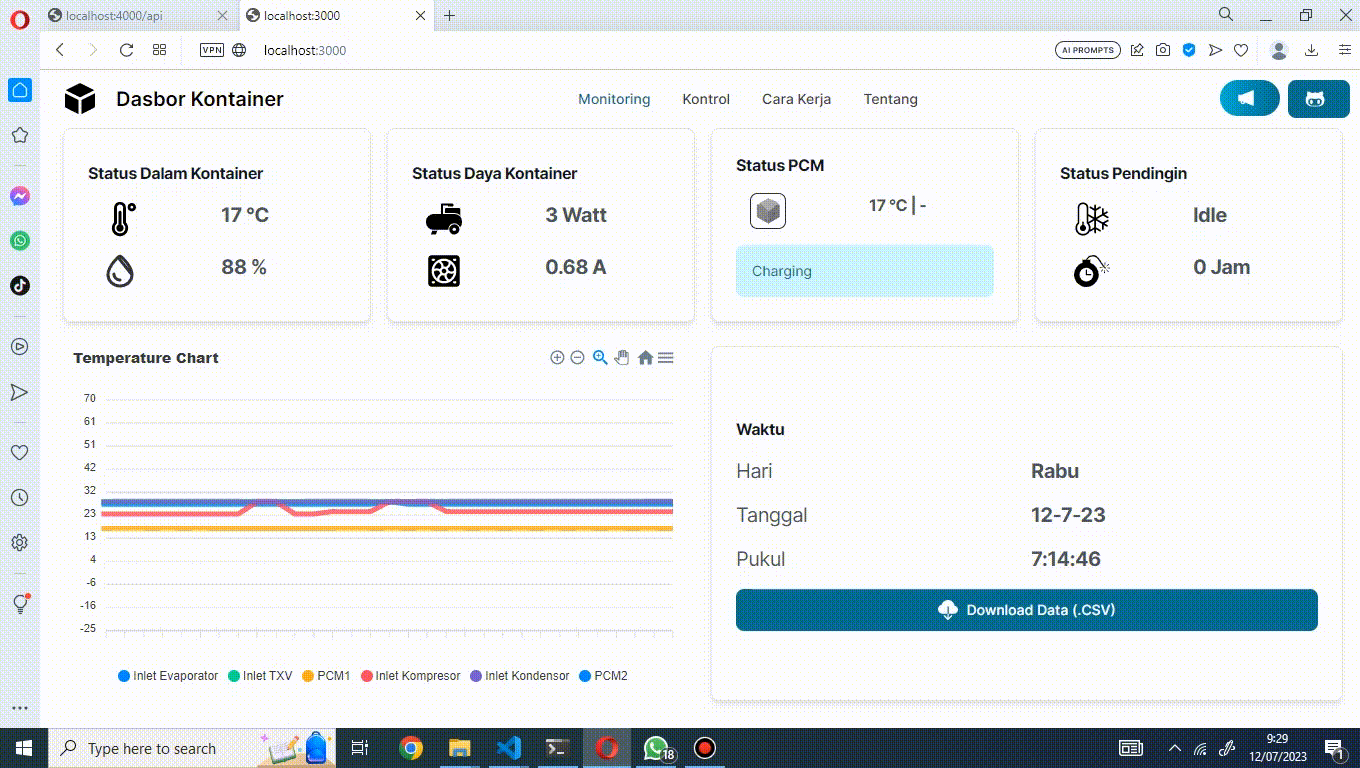 localhost:4000/api
localhost:3000
VPN
localhost:3000
AI PROMPTS
Dasbor Kontainer
Monitoring
Kontrol
Cara Kerja
Tentang
Status Dalam Kontainer
17 °C
88 %
Status Daya Kontainer
3 Watt
0.68 A
Status PCM
17 °C | -
Charging
Status Pendingin
Idle
0 Jam
Temperature Chart
70
61
51
42
32
23
13
4
-6
-16
-25
Inlet Evaporator
Inlet TXV
PCM1
Inlet Kompresor
Inlet Kondensor
PCM2
Waktu
Hari
Rabu
Tanggal
12-7-23
Pukul
7:14:46
Download Data (.CSV)
Type here to search
18
9:29
12/07/2023
1